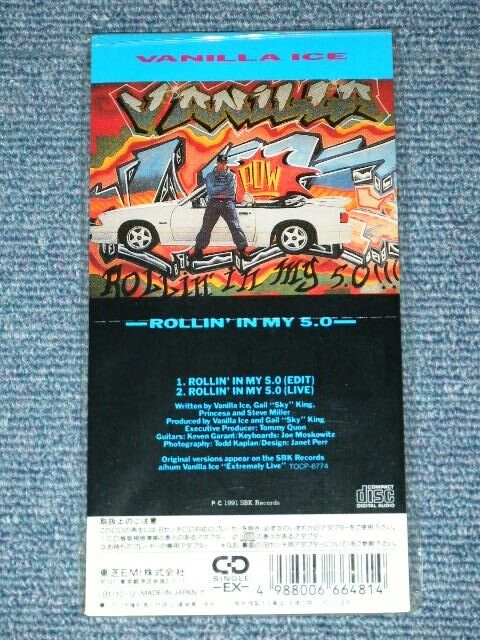 VANILLA ICE
VANILLA
ICE
POW
ROLLIN' IN MY 5.0!!!
ROLLIN' IN MY 5.0
1. ROLLIN' IN MY 5.0 (EDIT)
2. ROLLIN' IN MY 5.0 (LIVE)
Written by Vanilla Ice, Gail "Sky" King,
Princesa and Steve Miller
Produced by Vanilla Ice and Gail "Sky" King
Executive Producer: Tommy Quon
Guitars: Keven Garant/Keyboards: Joe Moskowitz
Photography: Todd Kaplan/Design: Janet Perr
Original versions appear on the SBK Records
album Vanilla Ice "Extremely Live" TOCP-6774
P C 1991 SBK Records
COMPACT
disc
DIGITAL AUDIO
取扱上のご注意
東芝EMI株式会社
MADE IN JAPAN
CD
SINGLE
-EX-
4 988006 664814